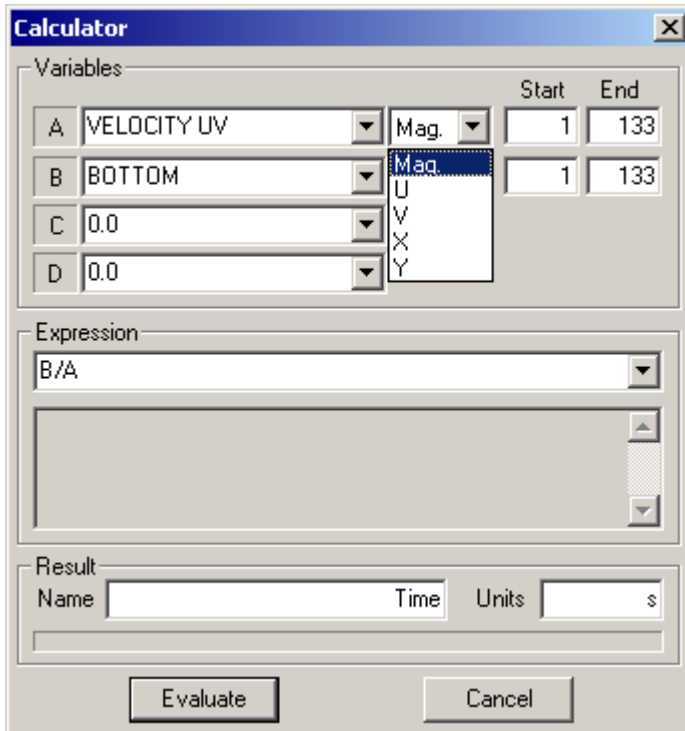 Calculator
Variables
Start End
A VELOCITY UV Mag. 1 133
Mag.
B BOTTOM 1 133
U
V
C 0.0
X
D 0.0
Y
Expression
B/A
Result
Name Time Units s
Evaluate Cancel